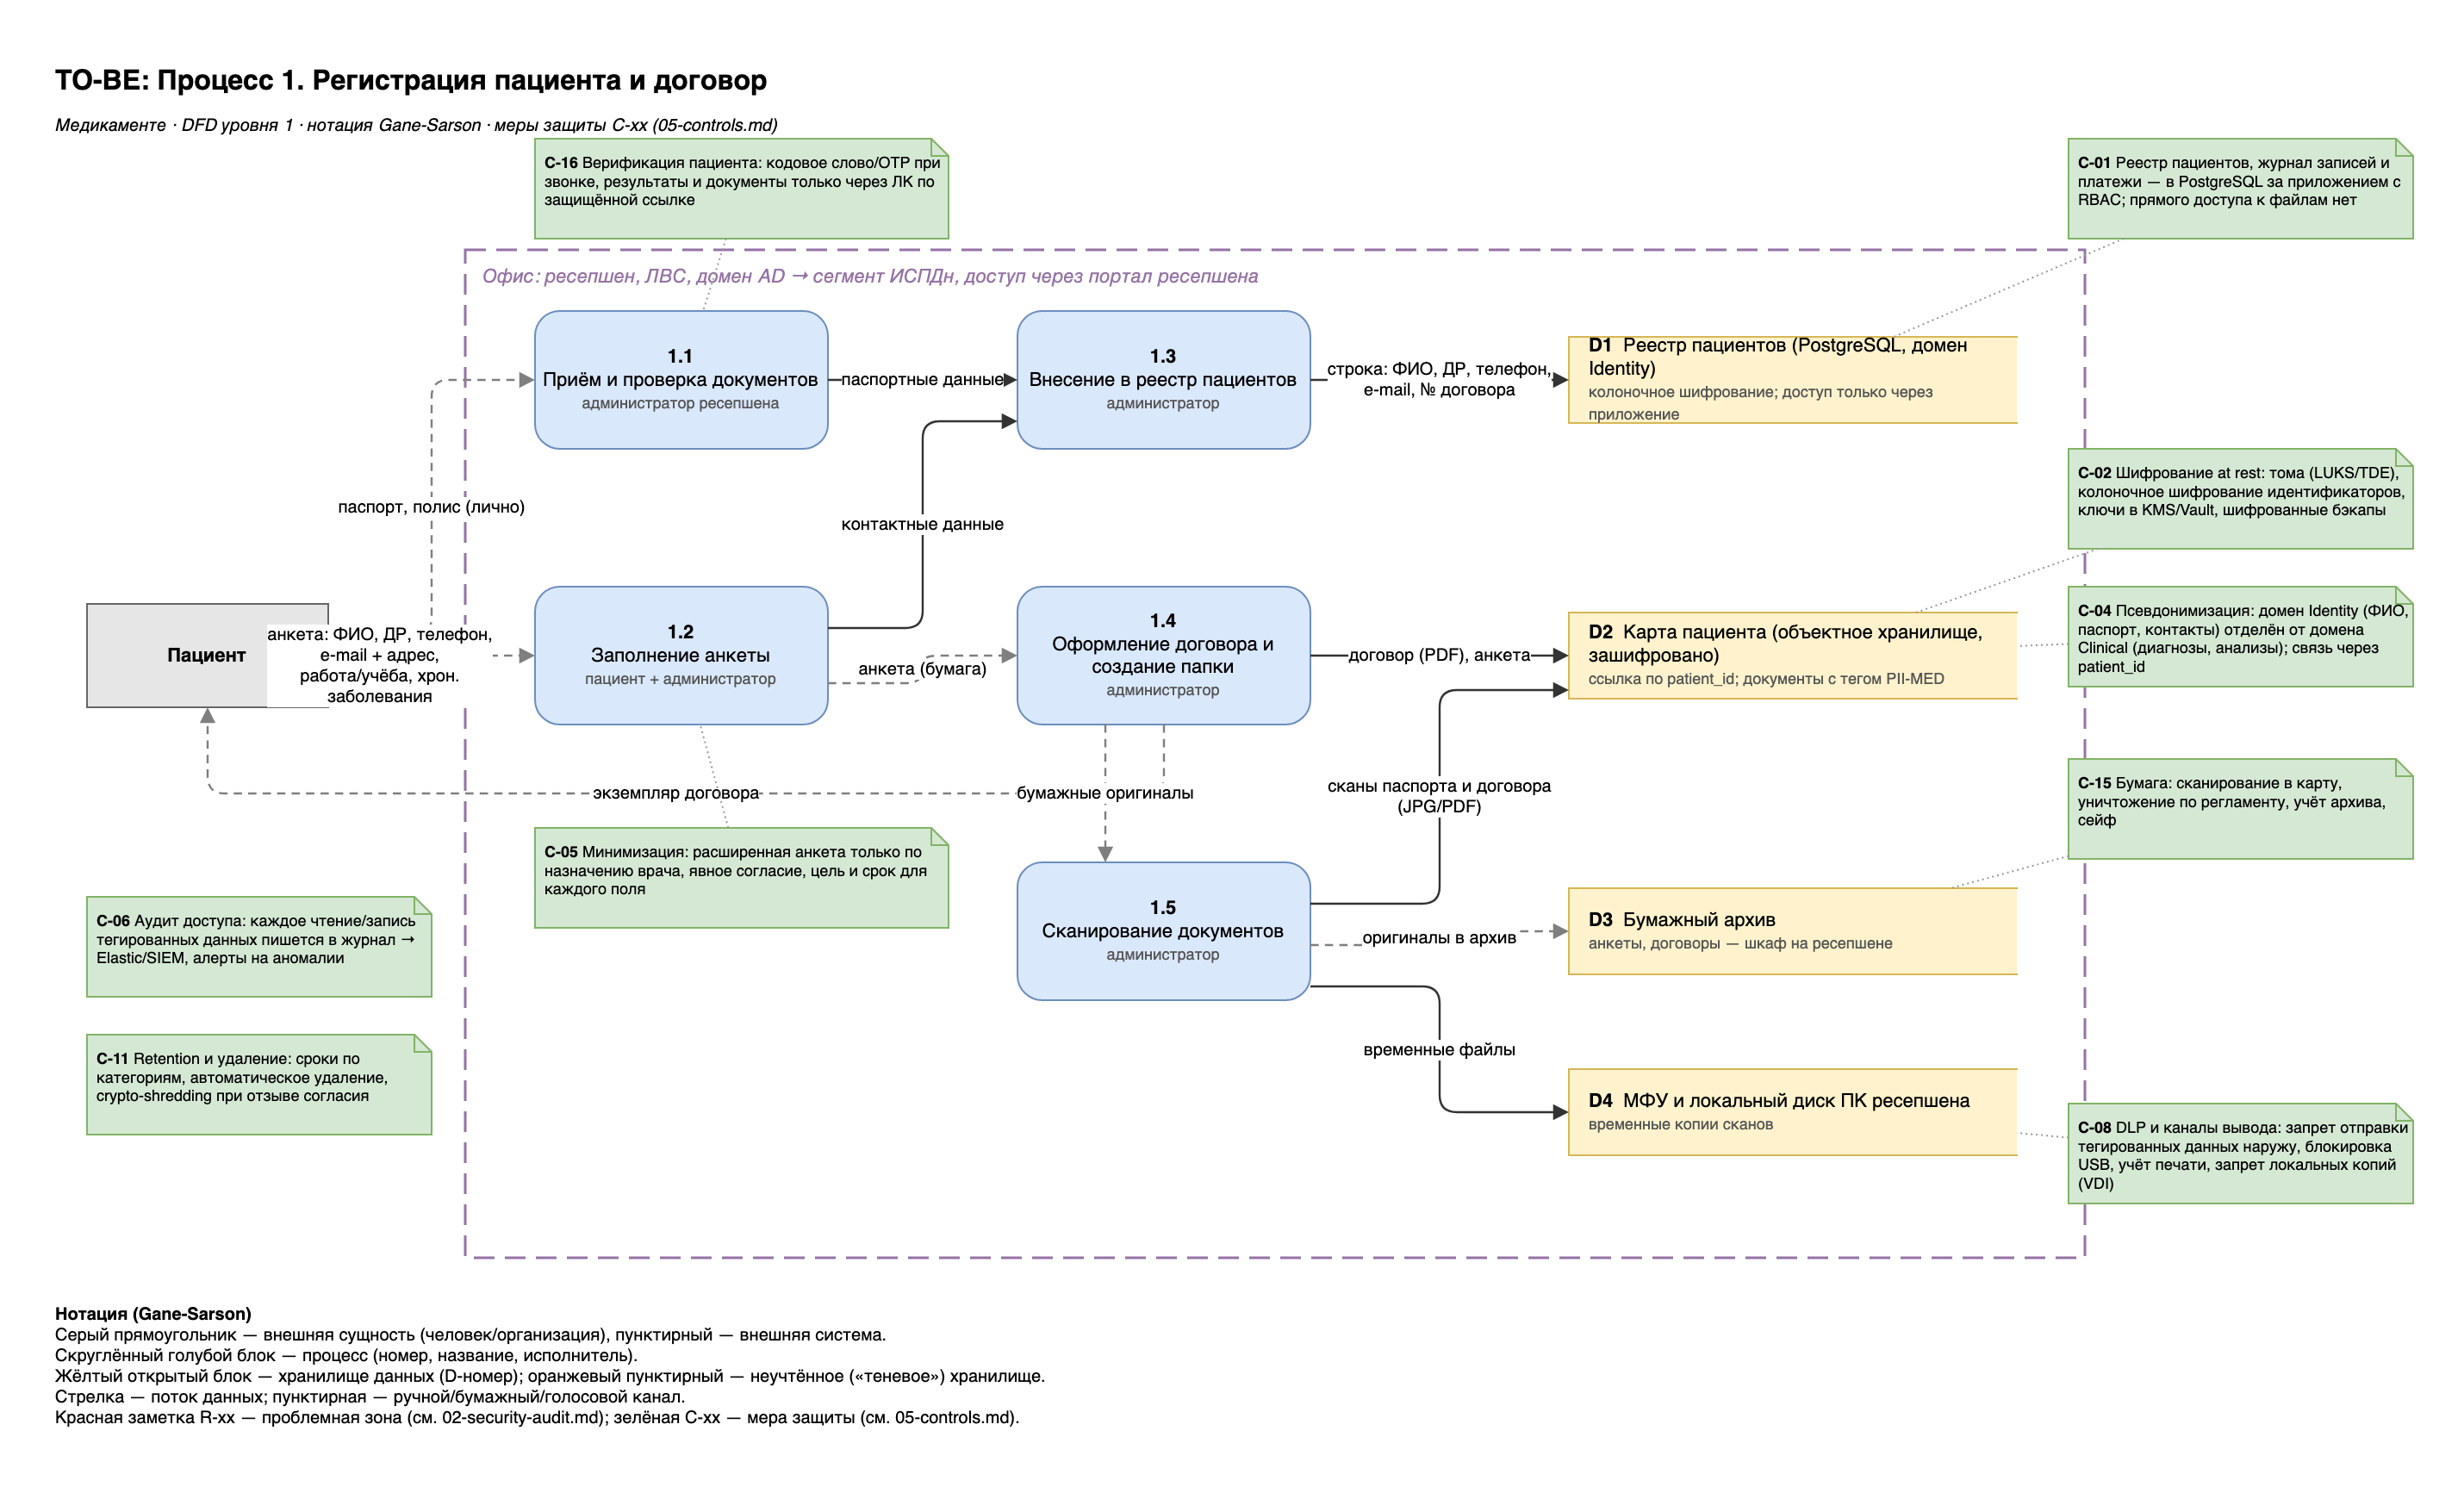 TO-BE: Процесс 1. Регистрация пациента и договор
Медикаменте · DFD уровня 1 · нотация Gane-Sarson · меры защиты C-xx (05-controls.md)
C-16 Верификация пациента: кодовое слово/OTP при
звонке, результаты и документы только через ЛК по
защищённой ссылке
C-01 Реестр пациентов, журнал записей и
платежи — в PostgreSQL за приложением с
RBAC; прямого доступа к файлам нет
Офис: ресепшен, ЛВС, домен AD → сегмент ИСПДн, доступ через портал ресепшена
1.1
Приём и проверка документов
администратор ресепшена
паспортные данные
1.3
Внесение в реестр пациентов
администратор
строка: ФИО, ДР, телефон,
e-mail, № договора
D1 Реестр пациентов (PostgreSQL, домен
Identity)
колоночное шифрование; доступ только через
приложение
паспорт, полис (лично)
контактные данные
C-02 Шифрование at rest: тома (LUKS/TDE),
колоночное шифрование идентификаторов,
ключи в KMS/Vault, шифрованные бэкапы
Пациент
анкета: ФИО, ДР, телефон,
e-mail + адрес,
работа/учёба, хрон.
заболевания
1.2
Заполнение анкеты
пациент + администратор
анкета (бумага)
1.4
Оформление договора и
создание папки
администратор
договор (PDF), анкета
D2 Карта пациента (объектное хранилище,
зашифровано)
ссылка по patient_id; документы с тегом PII-MED
C-04 Псевдонимизация: домен Identity (ФИО,
паспорт, контакты) отделён от домена
Clinical (диагнозы, анализы); связь через
patient_id
экземпляр договора
бумажные оригиналы
сканы паспорта и договора
(JPG/PDF)
C-15 Бумага: сканирование в карту,
уничтожение по регламенту, учёт архива,
сейф
C-05 Минимизация: расширенная анкета только по
назначению врача, явное согласие, цель и срок для
каждого поля
C-06 Аудит доступа: каждое чтение/запись
тегированных данных пишется в журнал →
Elastic/SIEM, алерты на аномалии
1.5
Сканирование документов
администратор
оригиналы в архив
D3 Бумажный архив
анкеты, договоры — шкаф на ресепшене
C-11 Retention и удаление: сроки по
категориям, автоматическое удаление,
crypto-shredding при отзыве согласия
временные файлы
D4 МФУ и локальный диск ПК ресепшена
временные копии сканов
C-08 DLP и каналы вывода: запрет отправки
тегированных данных наружу, блокировка
USB, учёт печати, запрет локальных копий
(VDI)
Нотация (Gane-Sarson)
Серый прямоугольник — внешняя сущность (человек/организация), пунктирный — внешняя система.
Скруглённый голубой блок — процесс (номер, название, исполнитель).
Жёлтый открытый блок — хранилище данных (D-номер); оранжевый пунктирный — неучтённое («теневое») хранилище.
Стрелка — поток данных; пунктирная — ручной/бумажный/голосовой канал.
Красная заметка R-xx — проблемная зона (см. 02-security-audit.md); зелёная C-xx — мера защиты (см. 05-controls.md).